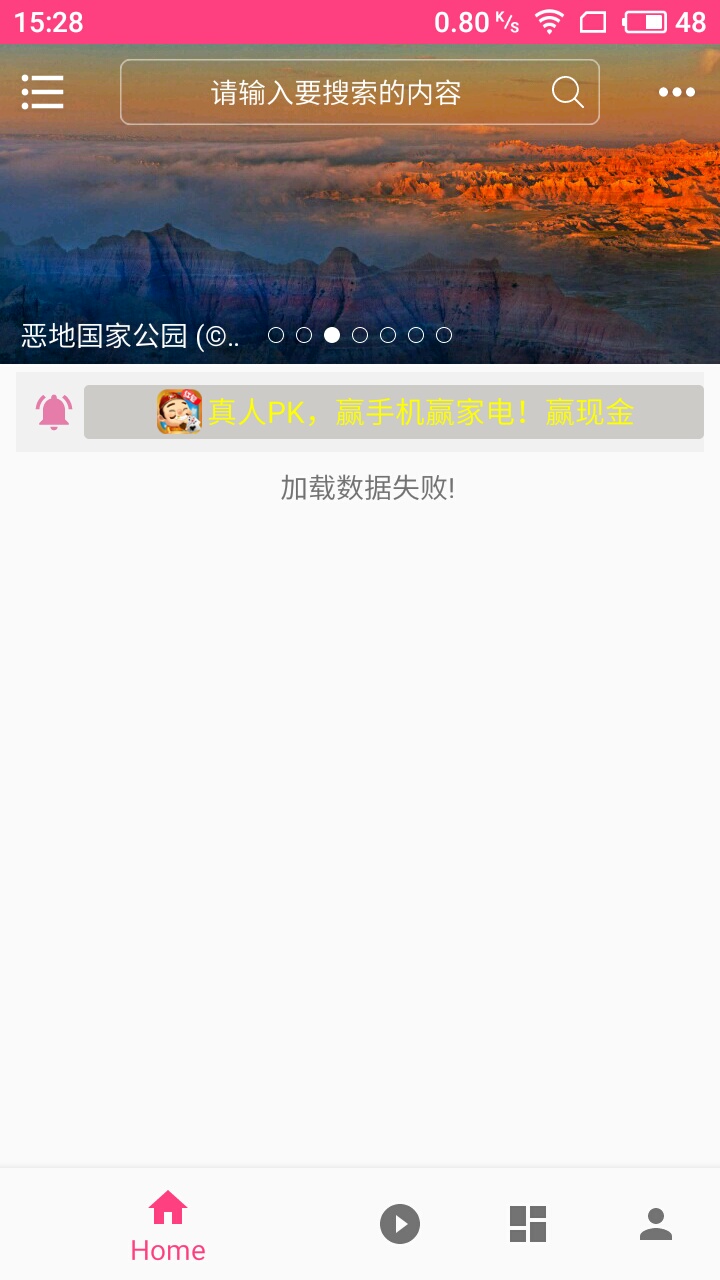 15:28
0.80 K/s
48
请输入要搜索的内容
恶地国家公园 (©..
真人PK，赢手机赢家电！赢现金
加载数据失败!
Home